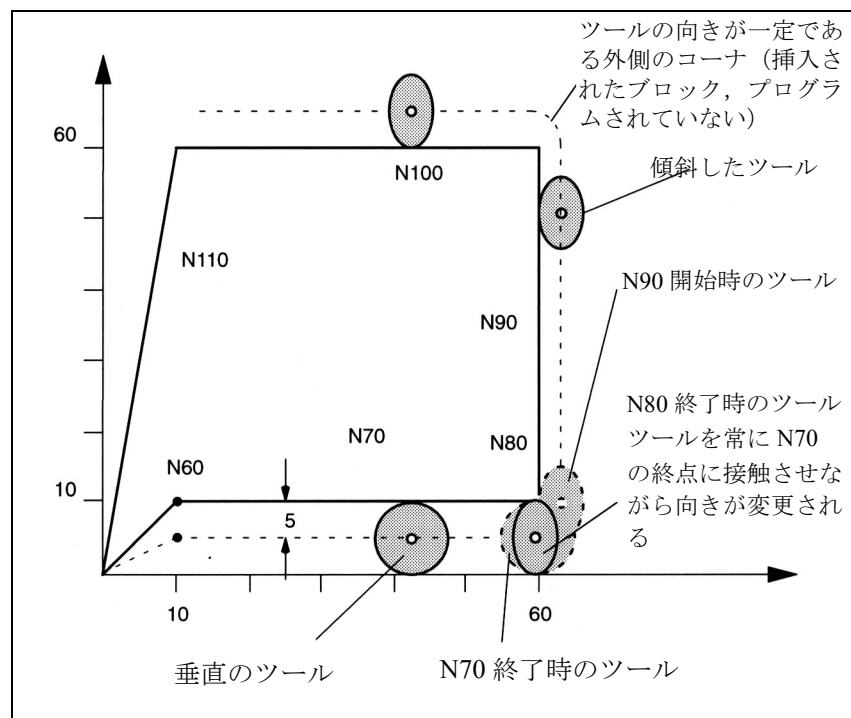 ツールの向きが一定であ
る外側のコーナ（挿入さ
れたブロック，プログラ
ムされていない）
60
N100
傾斜したツール
N110
N90 開始時のツール
N90
N80 終了時のツール
ツールを常に N70
の終点に接触させな
がら向きが変更され
る
N70
N80
N60
10
5
10
60
垂直のツール
N70 終了時のツール